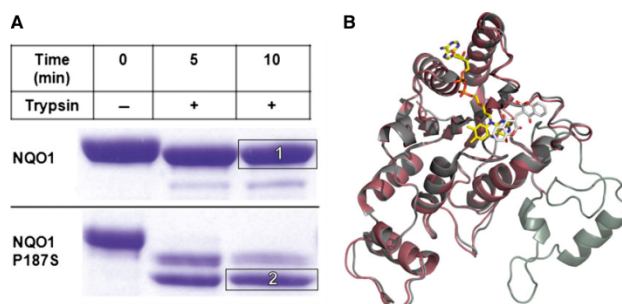 A
B
Time (min) 0 5 10
Trypsin – + +
NQO1
1
NQO1
P187S
2